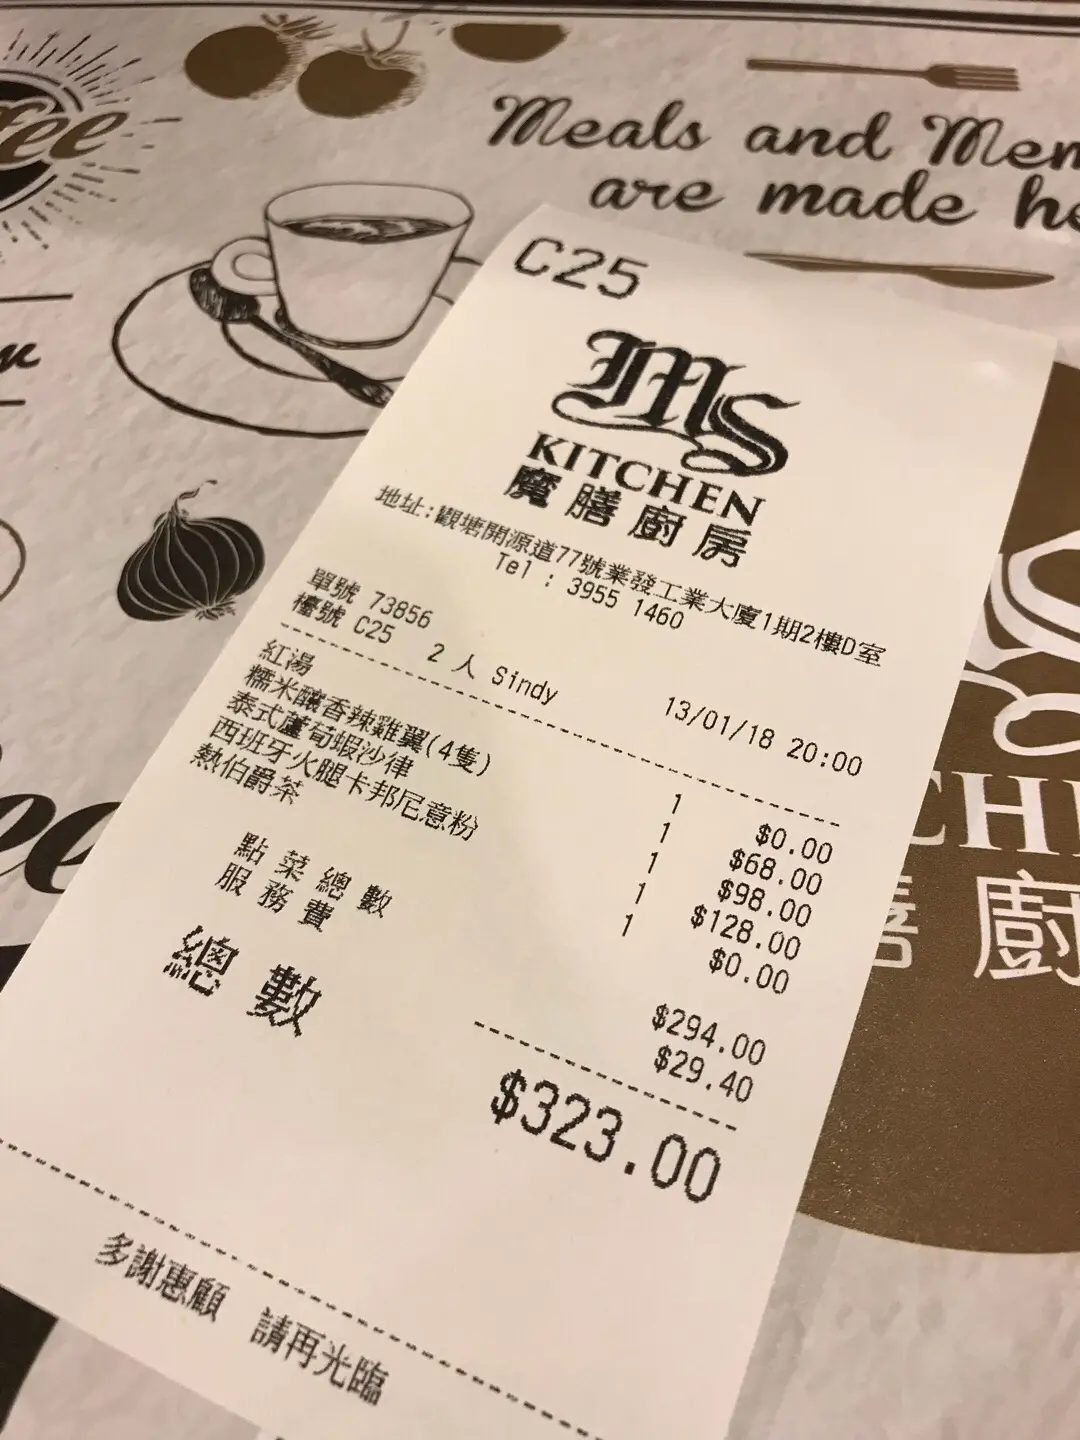 Meals and
are made
C25
MS
KITCHEN
魔膳廚房
地址:觀塘開源道77號業發工業大廈1期2樓D室
Tel : 3955 1460
單號 73856
檯號 C25 2 人 Sindy 13/01/18 20:00
紅湯 1 $0.00
糯米釀香辣雞翼(4隻) 1 $68.00
泰式蘆荀蝦沙律 1 $98.00
西班牙火腿卡邦尼意粉 1 $128.00
熱伯爵茶 1 $0.00
點菜總數 $294.00
服務費 $29.40
總數 $323.00
多謝惠顧 請再光臨
廚